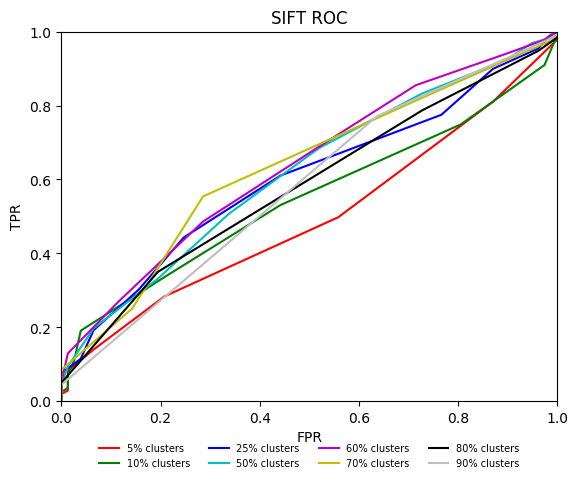 SIFT ROC
1.0
0.8
0.6
0.4
0.2
0.0
TPR
0.0 0.2 0.4 0.6 0.8 1.0
FPR
5% clusters 25% clusters 60% clusters 80% clusters
10% clusters 50% clusters 70% clusters 90% clusters